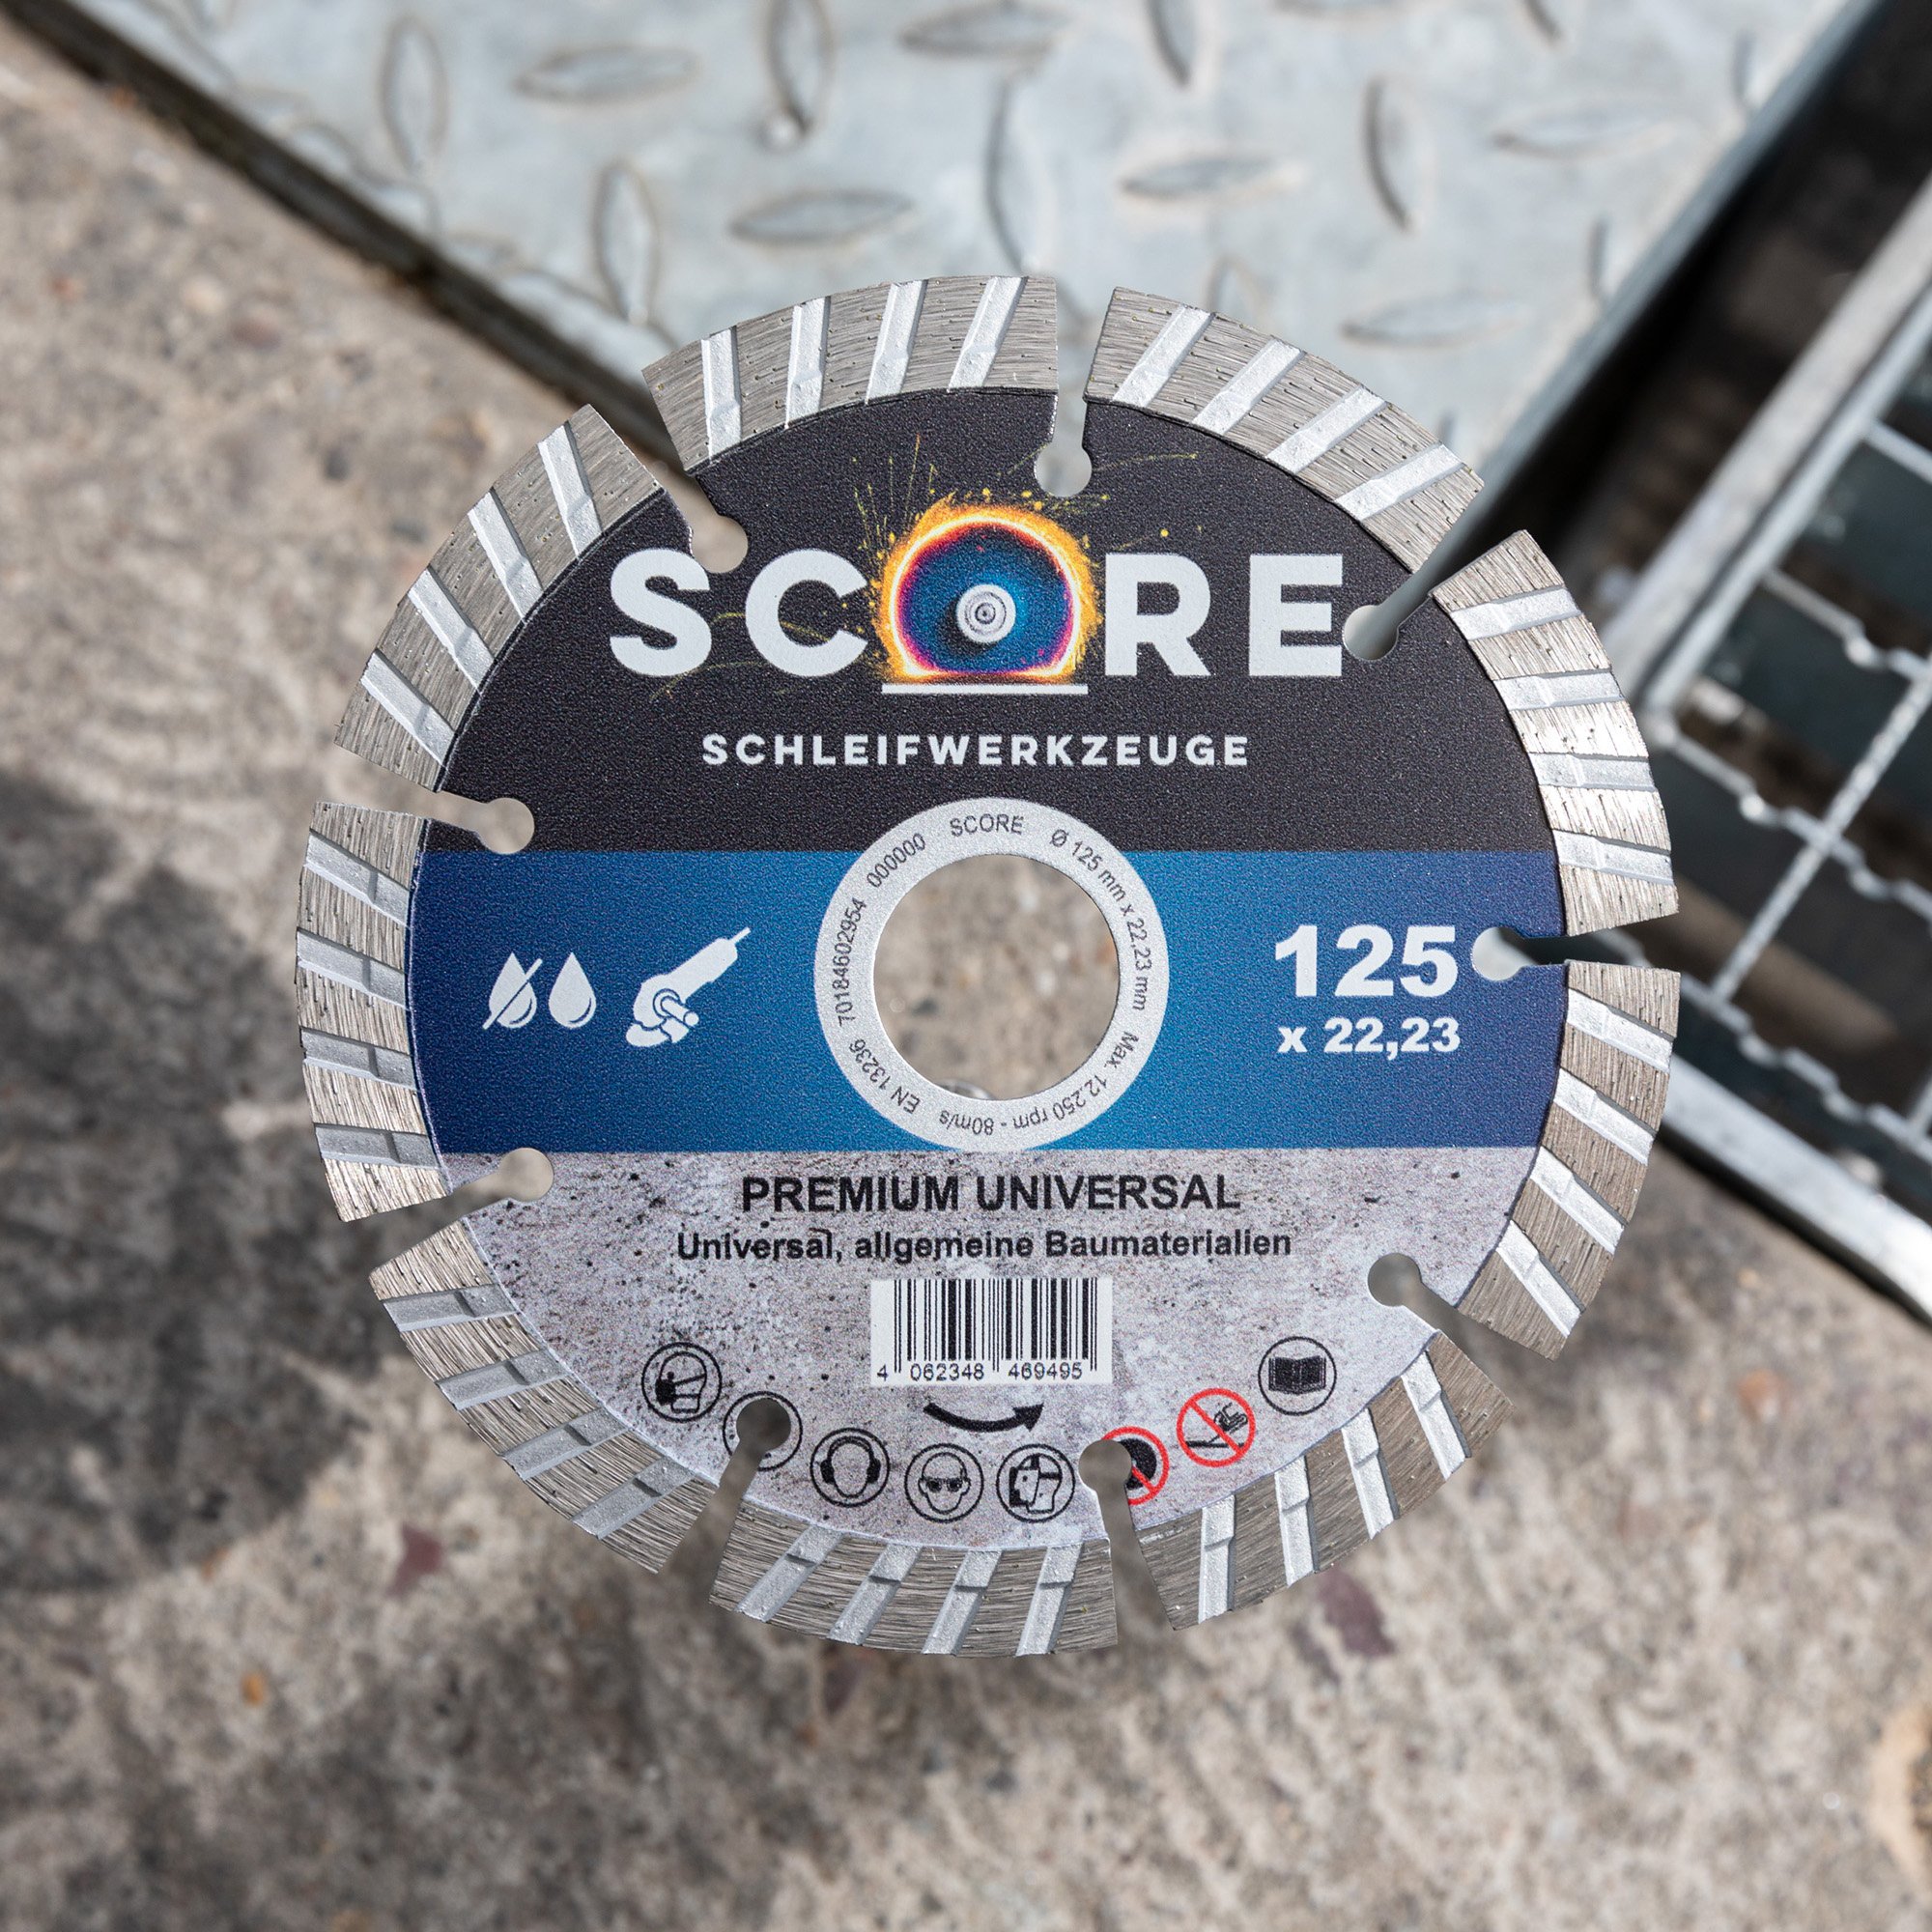 SCORE
SCHLEIFWERKZEUGE
SCORE Ø 125 mm x 22,23 mm Max. 12.250 rpm - 80m/s EN 13236 70184602954 000000
125
x 22,23
PREMIUM UNIVERSAL
Universal, allgemeine Baumaterialien
4 062348 469495